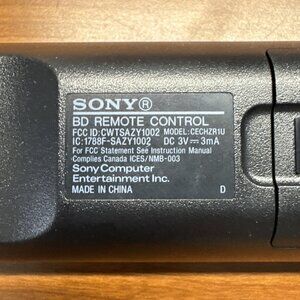 SONY®
BD REMOTE CONTROL
FCC ID: CWTSAZY1002 MODEL: CECHZR1U
IC:1788F-SAZY1002 DC 3V⎓3mA
For FCC Statement See Instruction Manual
Complies Canada ICES/NMB-003
Sony Computer
Entertainment Inc.
MADE IN CHINA D